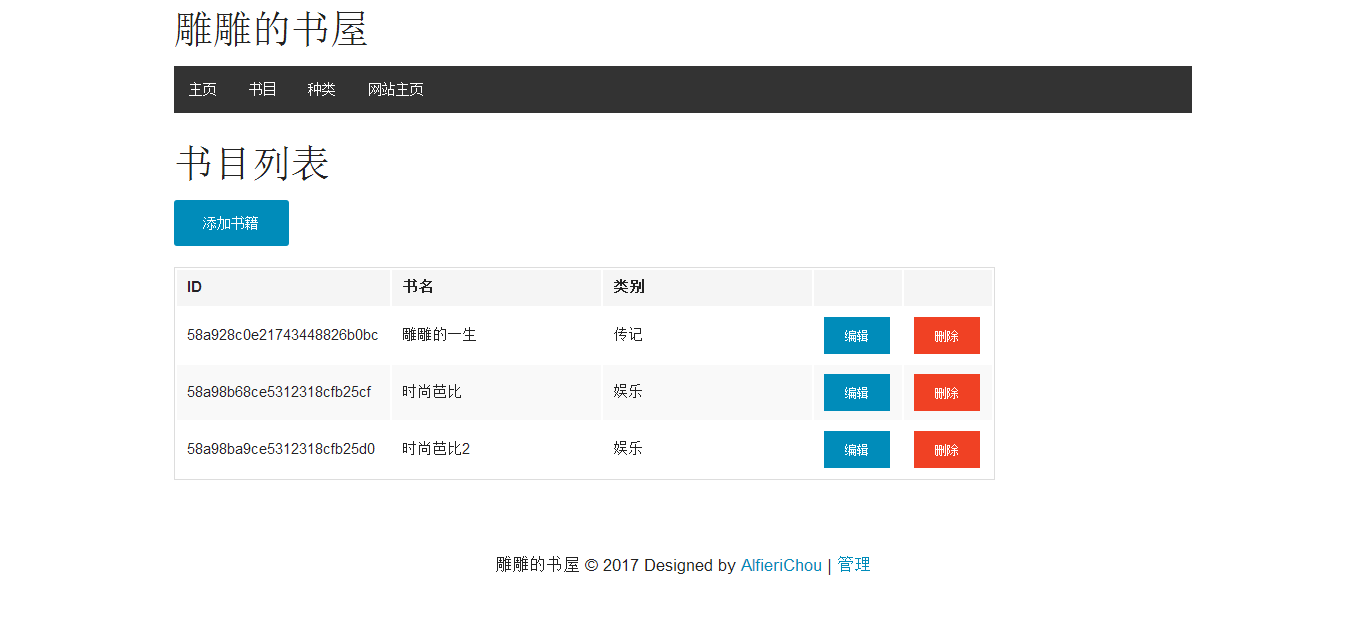 雕雕的书屋
主页 书目 种类 网站主页
书目列表
添加书籍
ID 书名 类别
58a928c0e21743448826b0bc 雕雕的一生 传记 编辑 删除
58a98b68ce5312318cfb25cf 时尚芭比 娱乐 编辑 删除
58a98ba9ce5312318cfb25d0 时尚芭比2 娱乐 编辑 删除
雕雕的书屋 © 2017 Designed by AlfieriChou | 管理